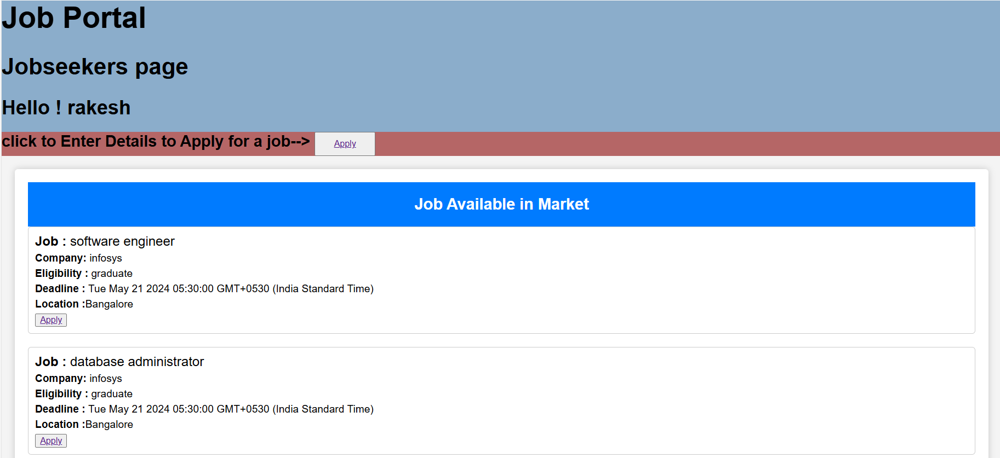 Job Portal
Jobseekers page
Hello ! rakesh
click to Enter Details to Apply for a job--> Apply
Job Available in Market
Job : software engineer
Company: infosys
Eligibility : graduate
Deadline : Tue May 21 2024 05:30:00 GMT+0530 (India Standard Time)
Location :Bangalore
Apply
Job : database administrator
Company: infosys
Eligibility : graduate
Deadline : Tue May 21 2024 05:30:00 GMT+0530 (India Standard Time)
Location :Bangalore
Apply